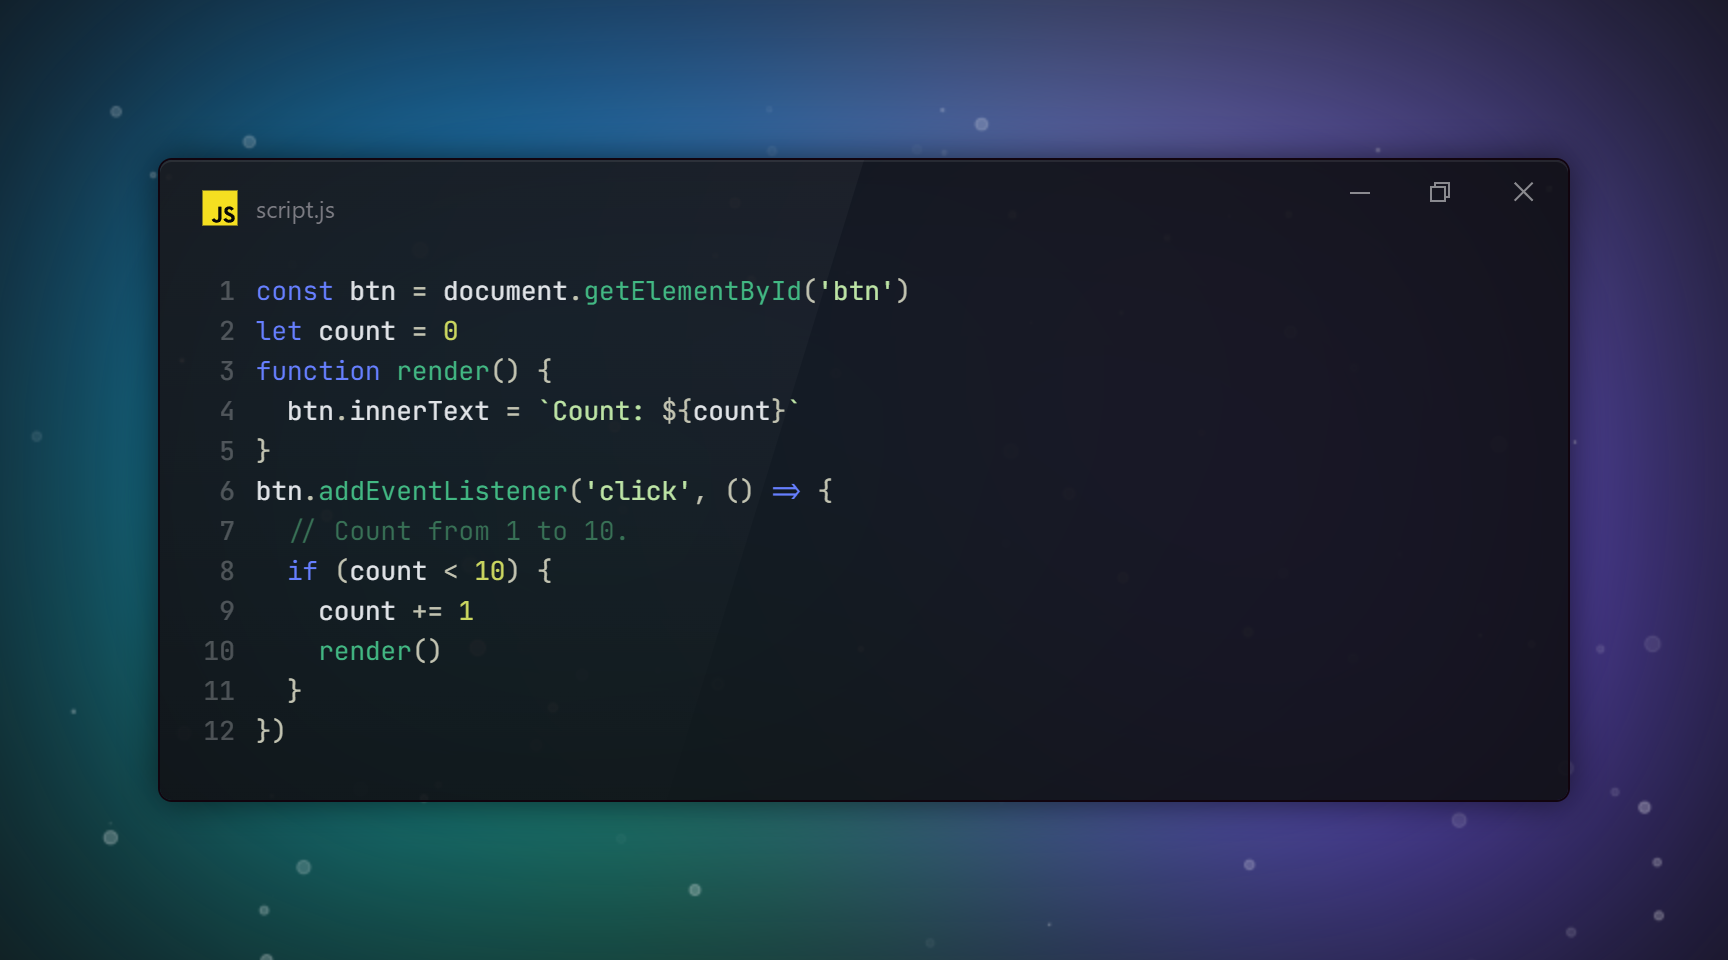 JS script.js
1 const btn = document.getElementById('btn')
2 let count = 0
3 function render() {
4   btn.innerText = `Count: ${count}`
5 }
6 btn.addEventListener('click', () => {
7   // Count from 1 to 10.
8   if (count < 10) {
9     count += 1
10     render()
11   }
12 })